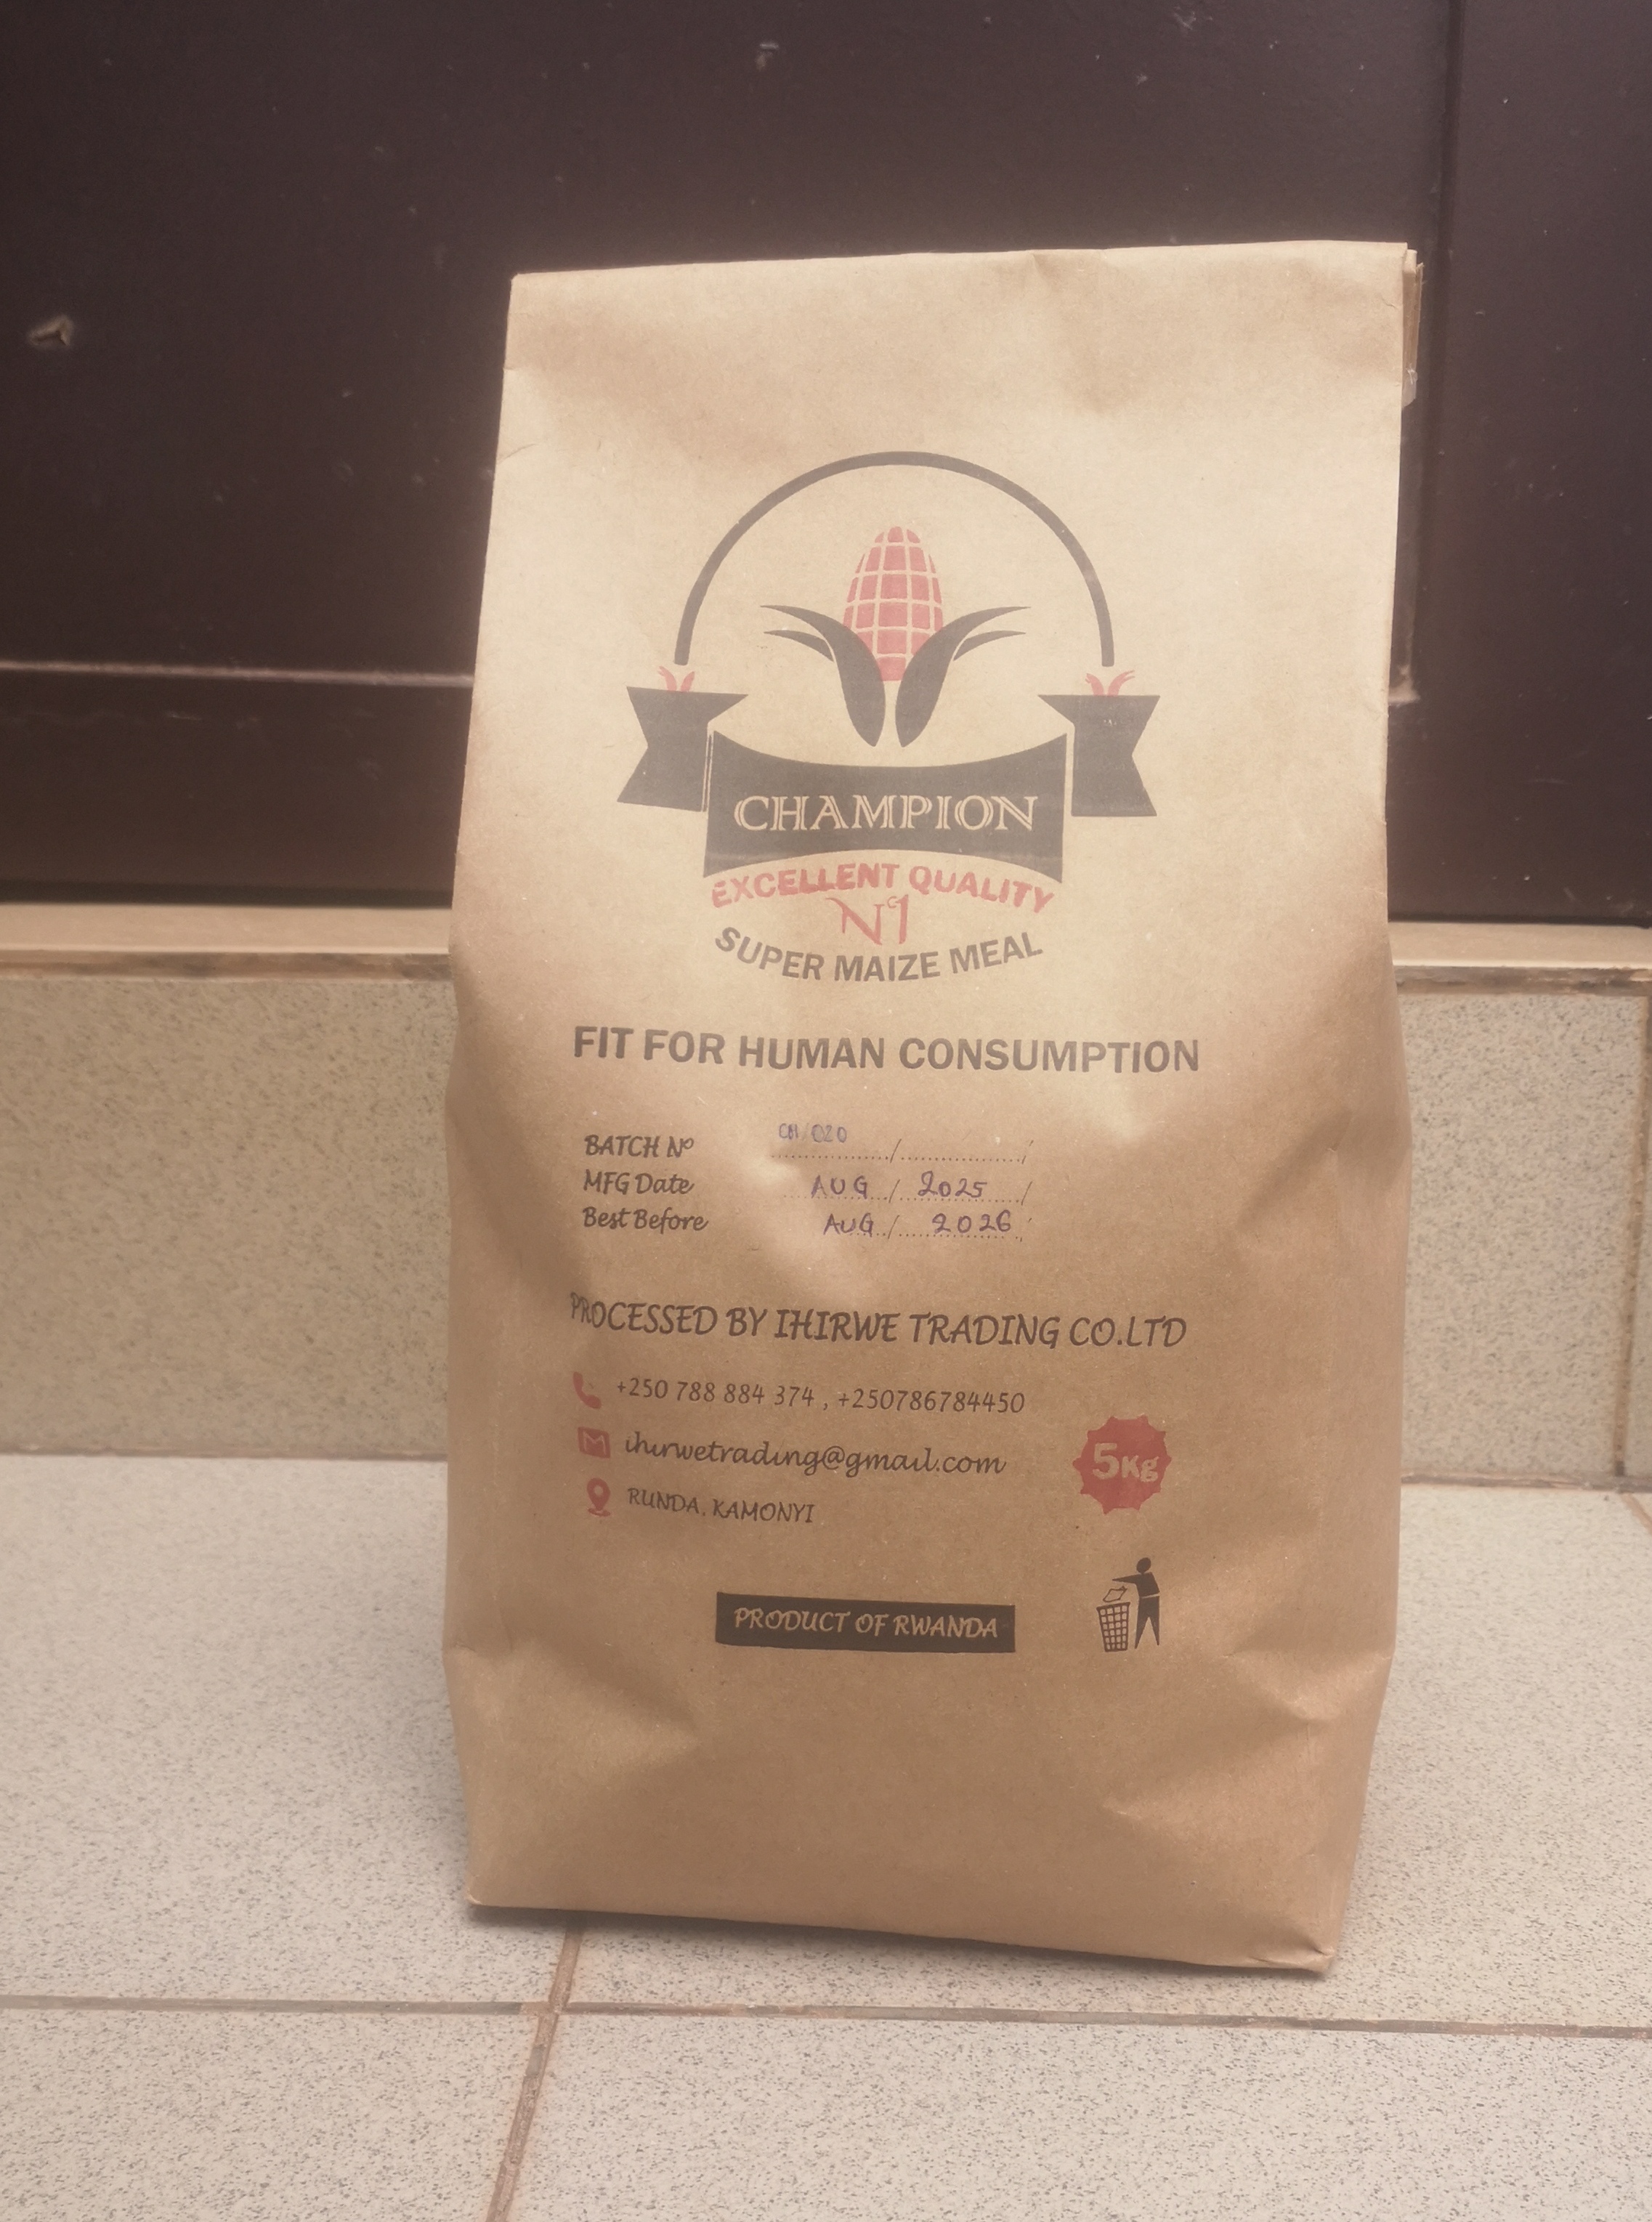 CHAMPION
EXCELLENT QUALITY
N°1
SUPER MAIZE MEAL
FIT FOR HUMAN CONSUMPTION
BATCH N° CH/020
MFG Date AUG / 2025 /
Best Before AUG / 2026
PROCESSED BY IHIRWE TRADING CO.LTD
+250 788 884 374 , +250786784450
ihirwetrading@gmail.com
5Kg
RUNDA, KAMONYI
PRODUCT OF RWANDA